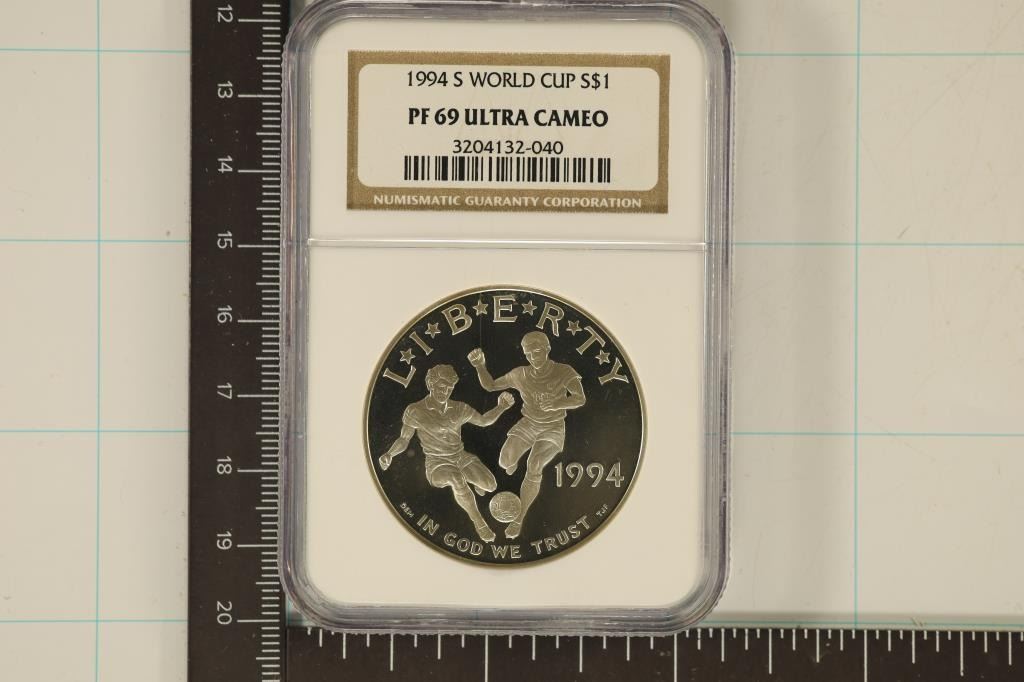 1994 S WORLD CUP S$1
PF 69 ULTRA CAMEO
3204132-040
NUMISMATIC GUARANTY CORPORATION
L★I★B★E★R★T★Y
1994
IN GOD WE TRUST
12
13
14
15
16
17
18
19
20